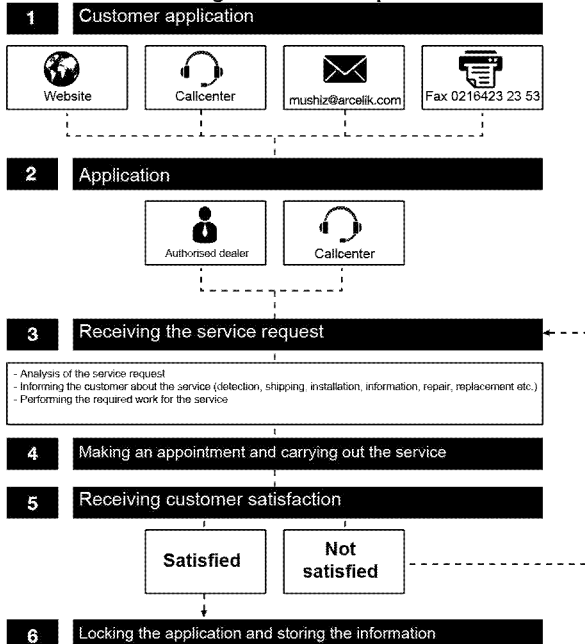 1 Customer application
Website
Callcenter
mushiz@arcelik.com
Fax 0216423 23 53
2 Application
Authorised dealer
Callcenter
3 Receiving the service request
- Analysis of the service request
- Informing the customer about the service (detection, shipping, installation, information, repair, replacement etc.)
- Performing the required work for the service
4 Making an appointment and carrying out the service
5 Receiving customer satisfaction
Satisfied
Not
satisfied
6 Locking the application and storing the information